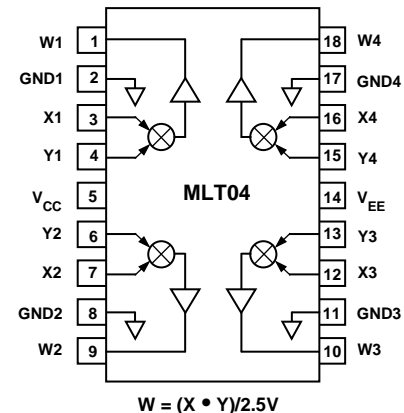 W1 1 18 W4
GND1 2 17 GND4
X1 3 16 X4
Y1 4 15 Y4
VCC 5 MLT04 14 VEE
Y2 6 13 Y3
X2 7 12 X3
GND2 8 11 GND3
W2 9 10 W3
W = (X • Y)/2.5V